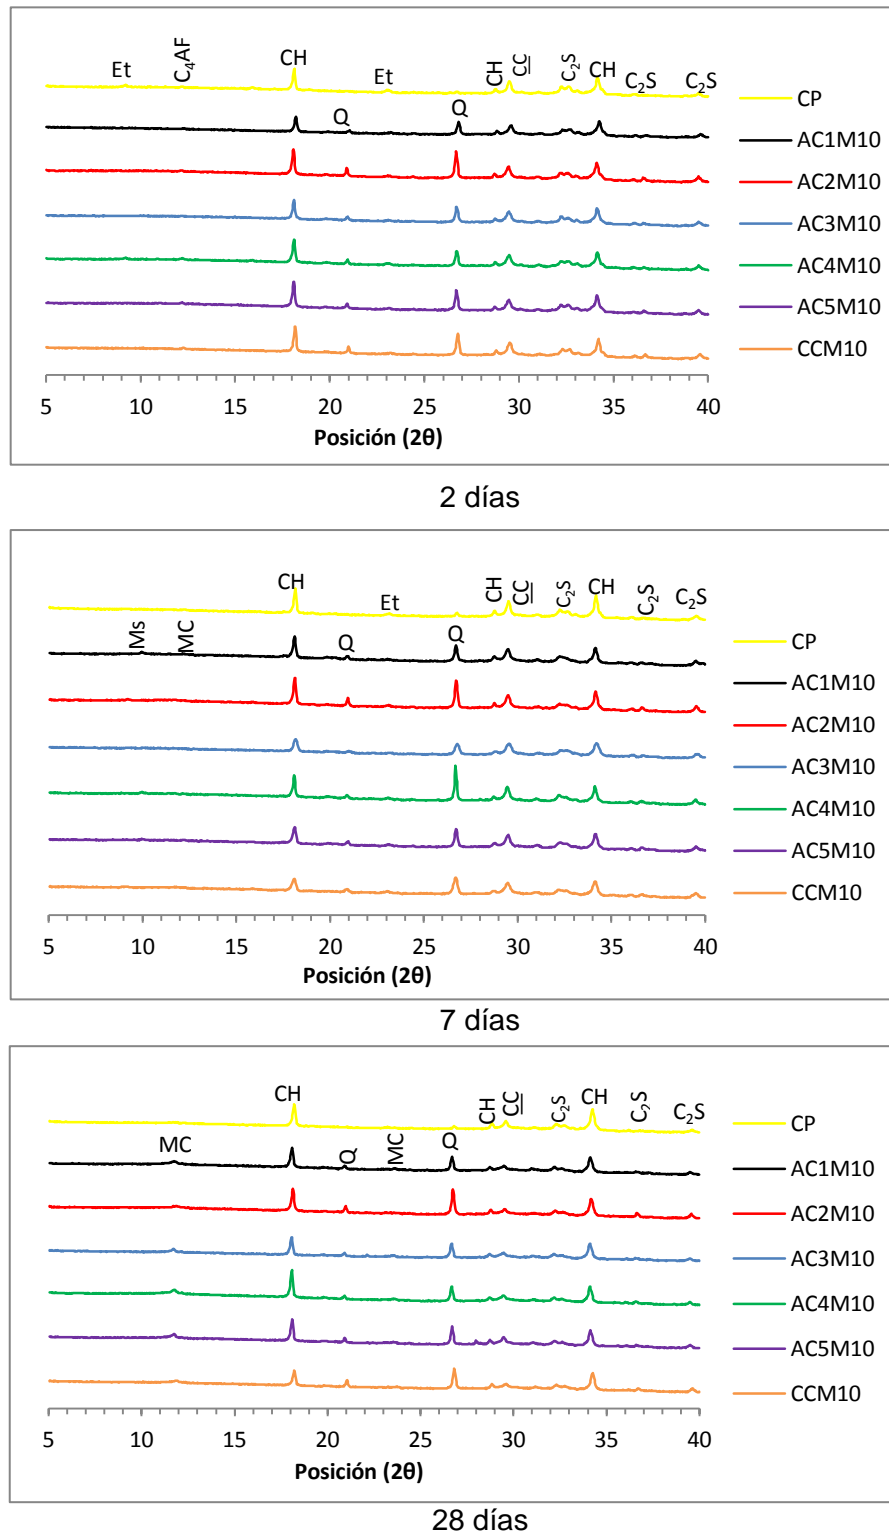 Et C₄AF CH Et CH CC C₂S CH C₂S C₂S
Q Q
CP
AC1M10
AC2M10
AC3M10
AC4M10
AC5M10
CCM10
5 10 15 20 25 30 35 40
Posición (2θ)
2 días
CH Et CH CC C₂S CH C₂S C₂S
Ms MC Q Q
CP
AC1M10
AC2M10
AC3M10
AC4M10
AC5M10
CCM10
5 10 15 20 25 30 35 40
Posición (2θ)
7 días
CH CH CC C₂S CH C₂S C₂S
MC Q MC Q
CP
AC1M10
AC2M10
AC3M10
AC4M10
AC5M10
CCM10
5 10 15 20 25 30 35 40
Posición (2θ)
28 días